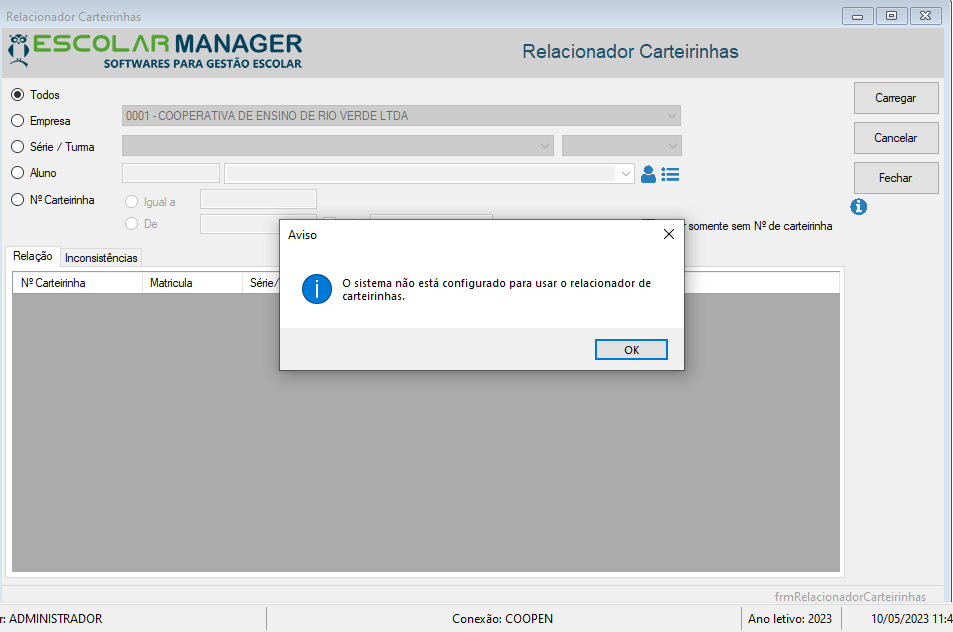 Relacionador Carteirinhas
ESCOLAR MANAGER
SOFTWARES PARA GESTÃO ESCOLAR
Relacionador Carteirinhas
Todos
Carregar
Empresa
0001 - COOPERATIVA DE ENSINO DE RIO VERDE LTDA
Série / Turma
Cancelar
Aluno
Fechar
Nº Carteirinha
Igual a
De
somente sem Nº de carteirinha
Aviso
O sistema não está configurado para usar o relacionador de
carteirinhas.
OK
Relação
Inconsistências
Nº Carteirinha
Matricula
Série/
frmRelacionadorCarteirinhas
r: ADMINISTRADOR
Conexão: COOPEN
Ano letivo: 2023
10/05/2023 11:4